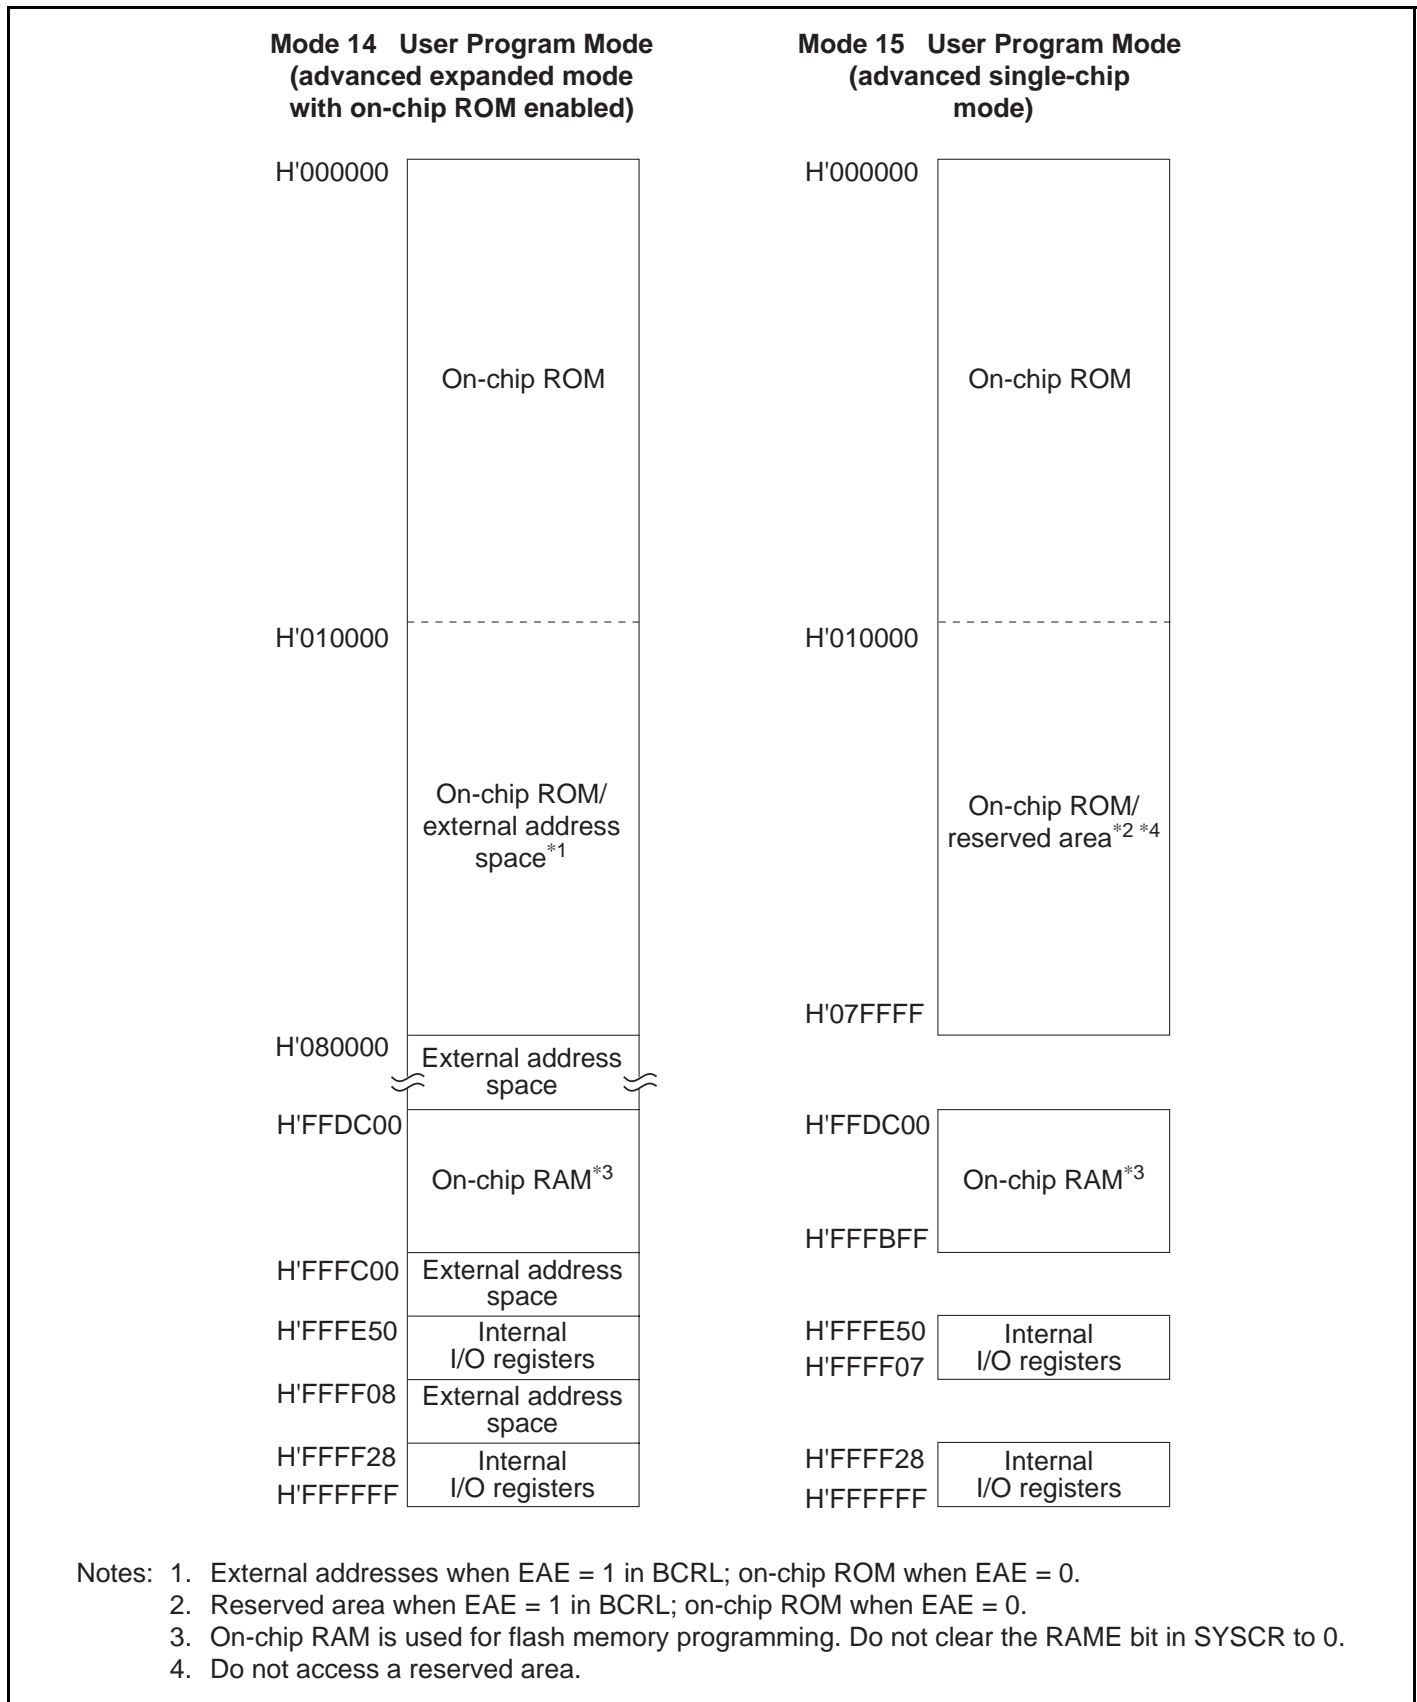 Mode 14 User Program Mode
(advanced expanded mode
with on-chip ROM enabled)
H'000000
On-chip ROM
H'010000
On-chip ROM/
external address
space*1
H'080000
External address
space
H'FFDC00
On-chip RAM*3
H'FFFC00
External address
space
H'FFFE50
Internal
I/O registers
H'FFFF08
External address
space
H'FFFF28
Internal
I/O registers
H'FFFFFF
Mode 15 User Program Mode
(advanced single-chip
mode)
H'000000
On-chip ROM
H'010000
On-chip ROM/
reserved area*2 *4
H'07FFFF
H'FFDC00
On-chip RAM*3
H'FFFBFF
H'FFFE50
Internal
I/O registers
H'FFFF07
H'FFFF28
Internal
I/O registers
H'FFFFFF
Notes: 1. External addresses when EAE = 1 in BCRL; on-chip ROM when EAE = 0.
2. Reserved area when EAE = 1 in BCRL; on-chip ROM when EAE = 0.
3. On-chip RAM is used for flash memory programming. Do not clear the RAME bit in SYSCR to 0.
4. Do not access a reserved area.